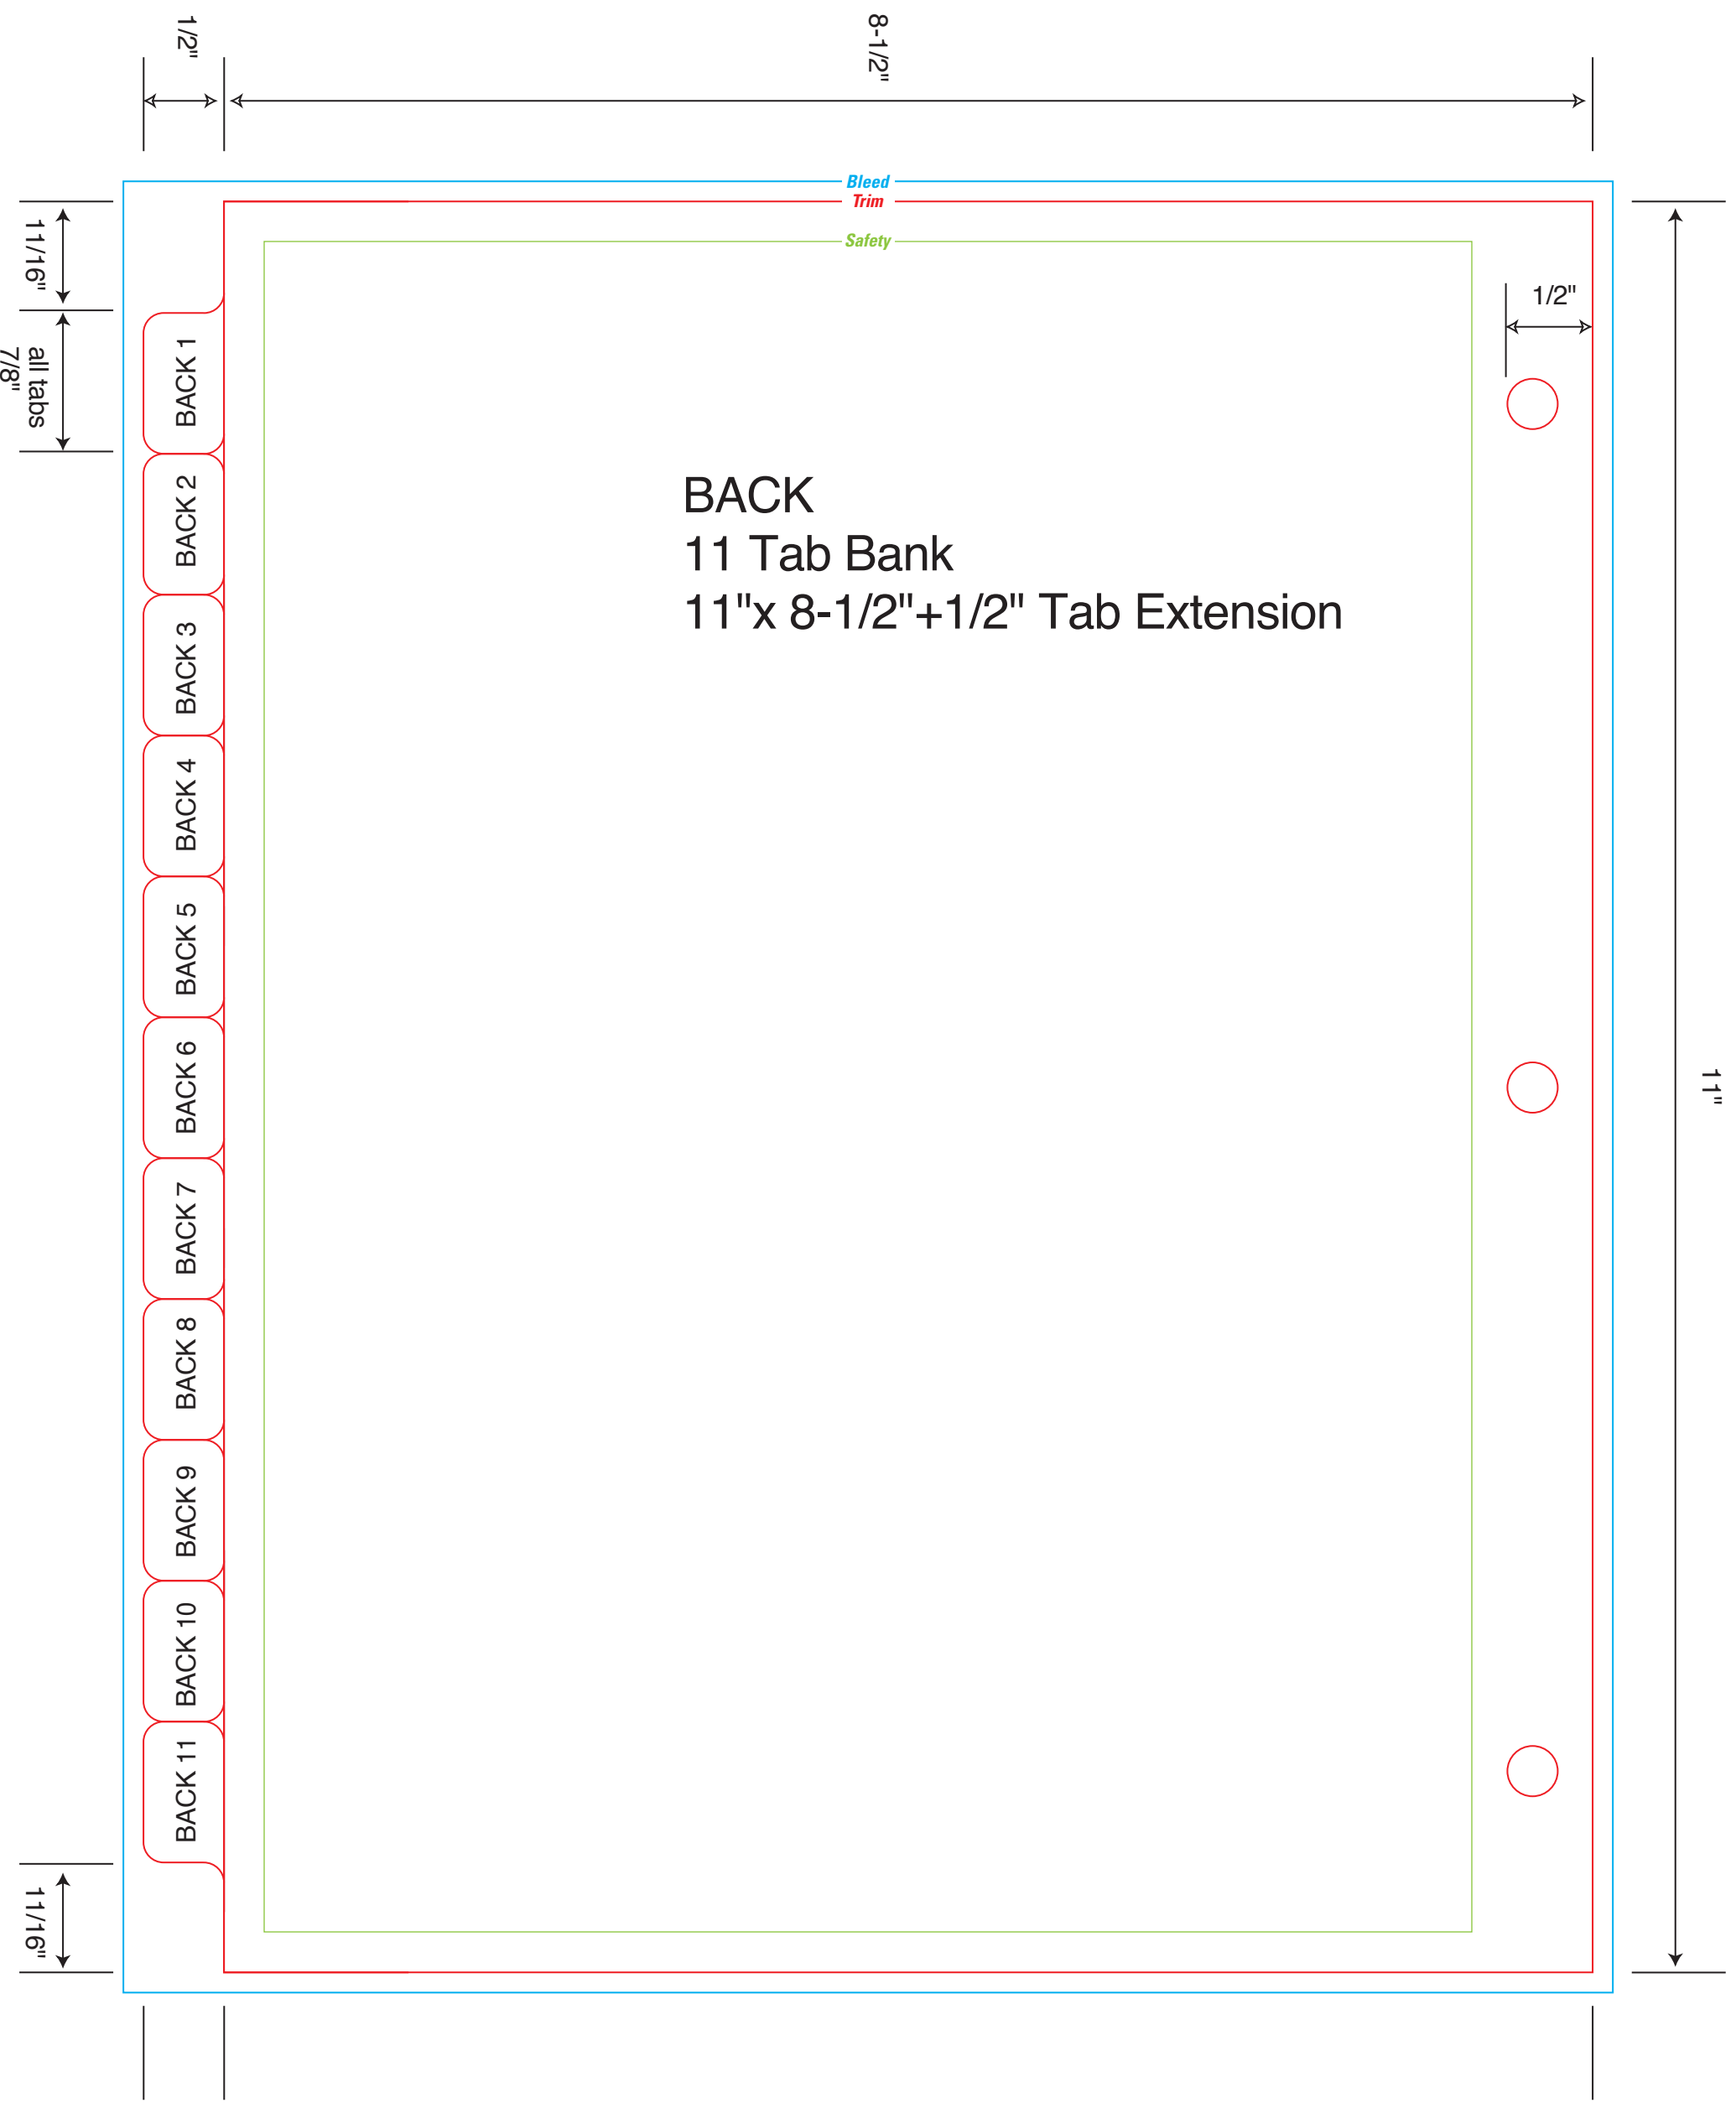 1/2"
8-1/2"
Bleed
Trim
Safety
11/16"
1/2"
all tabs
7/8"
BACK 1
BACK
11 Tab Bank
11"x 8-1/2"+1/2" Tab Extension
BACK 2
BACK 3
BACK 4
BACK 5
BACK 6
11"
BACK 7
BACK 8
BACK 9
BACK 10
BACK 11
11/16"